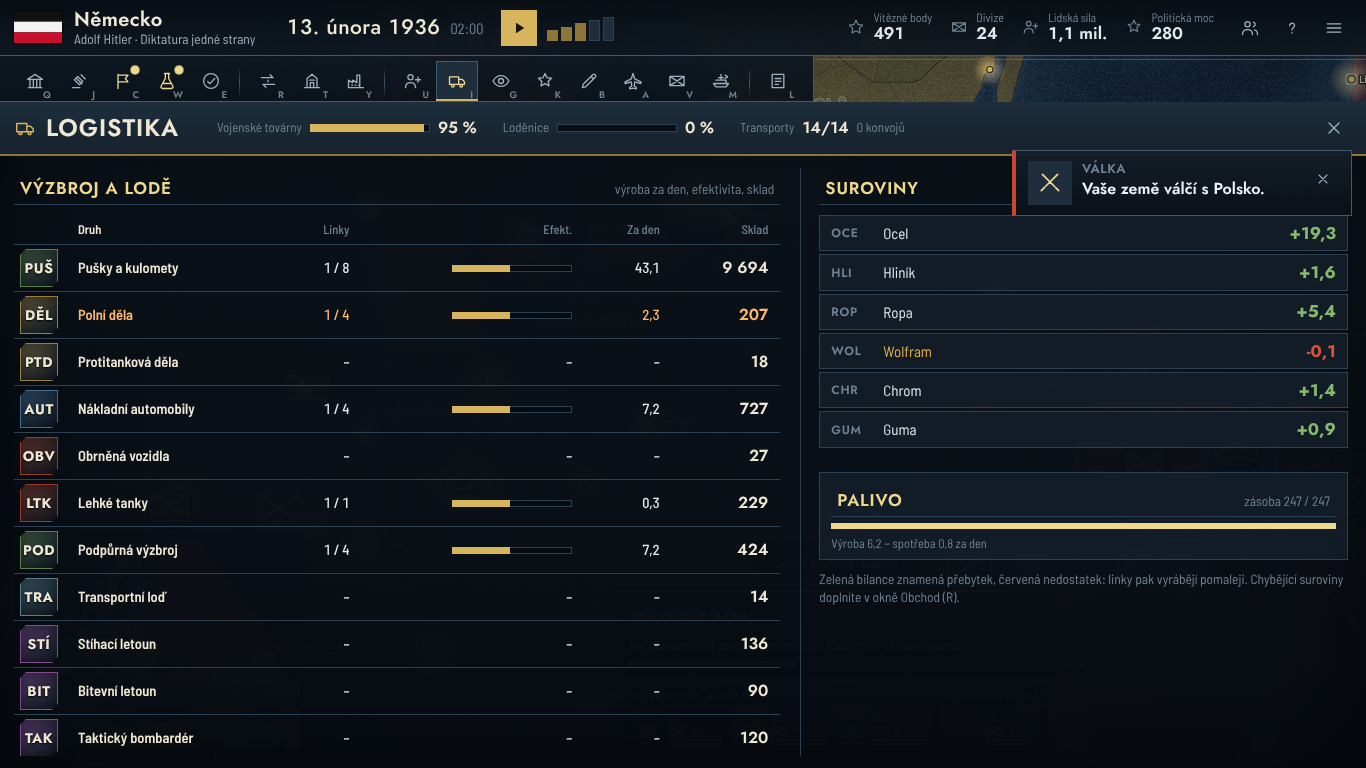 Německo
Adolf Hitler · Diktatura jedné strany
13. února 1936 02:00
Vítězné body
491
Divize
24
Lidská síla
1,1 mil.
Politická moc
280
?
Q J C W E R T Y U I G K B A V M L
LOGISTIKA
Vojenské továrny 95 %
Loděnice 0 %
Transporty 14/14 0 konvojů
VÁLKA
Vaše země válčí s Polsko.
VÝZBROJ A LODĚ
výroba za den, efektivita, sklad
Druh Linky Efekt. Za den Sklad
PUŠ Pušky a kulomety 1 / 8 43,1 9 694
DĚL Polní děla 1 / 4 2,3 207
PTD Protitanková děla – – – 18
AUT Nákladní automobily 1 / 4 7,2 727
OBV Obrněná vozidla – – – 27
LTK Lehké tanky 1 / 1 0,3 229
POD Podpůrná výzbroj 1 / 4 7,2 424
TRA Transportní loď – – – 14
STÍ Stíhací letoun – – – 136
BIT Bitevní letoun – – – 90
TAK Taktický bombardér – – – 120
SUROVINY
OCE Ocel +19,3
HLI Hliník +1,6
ROP Ropa +5,4
WOL Wolfram -0,1
CHR Chrom +1,4
GUM Guma +0,9
PALIVO
zásoba 247 / 247
Výroba 6,2 – spotřeba 0,8 za den
Zelená bilance znamená přebytek, červená nedostatek: linky pak vyrábějí pomaleji. Chybějící suroviny
doplníte v okně Obchod (R).